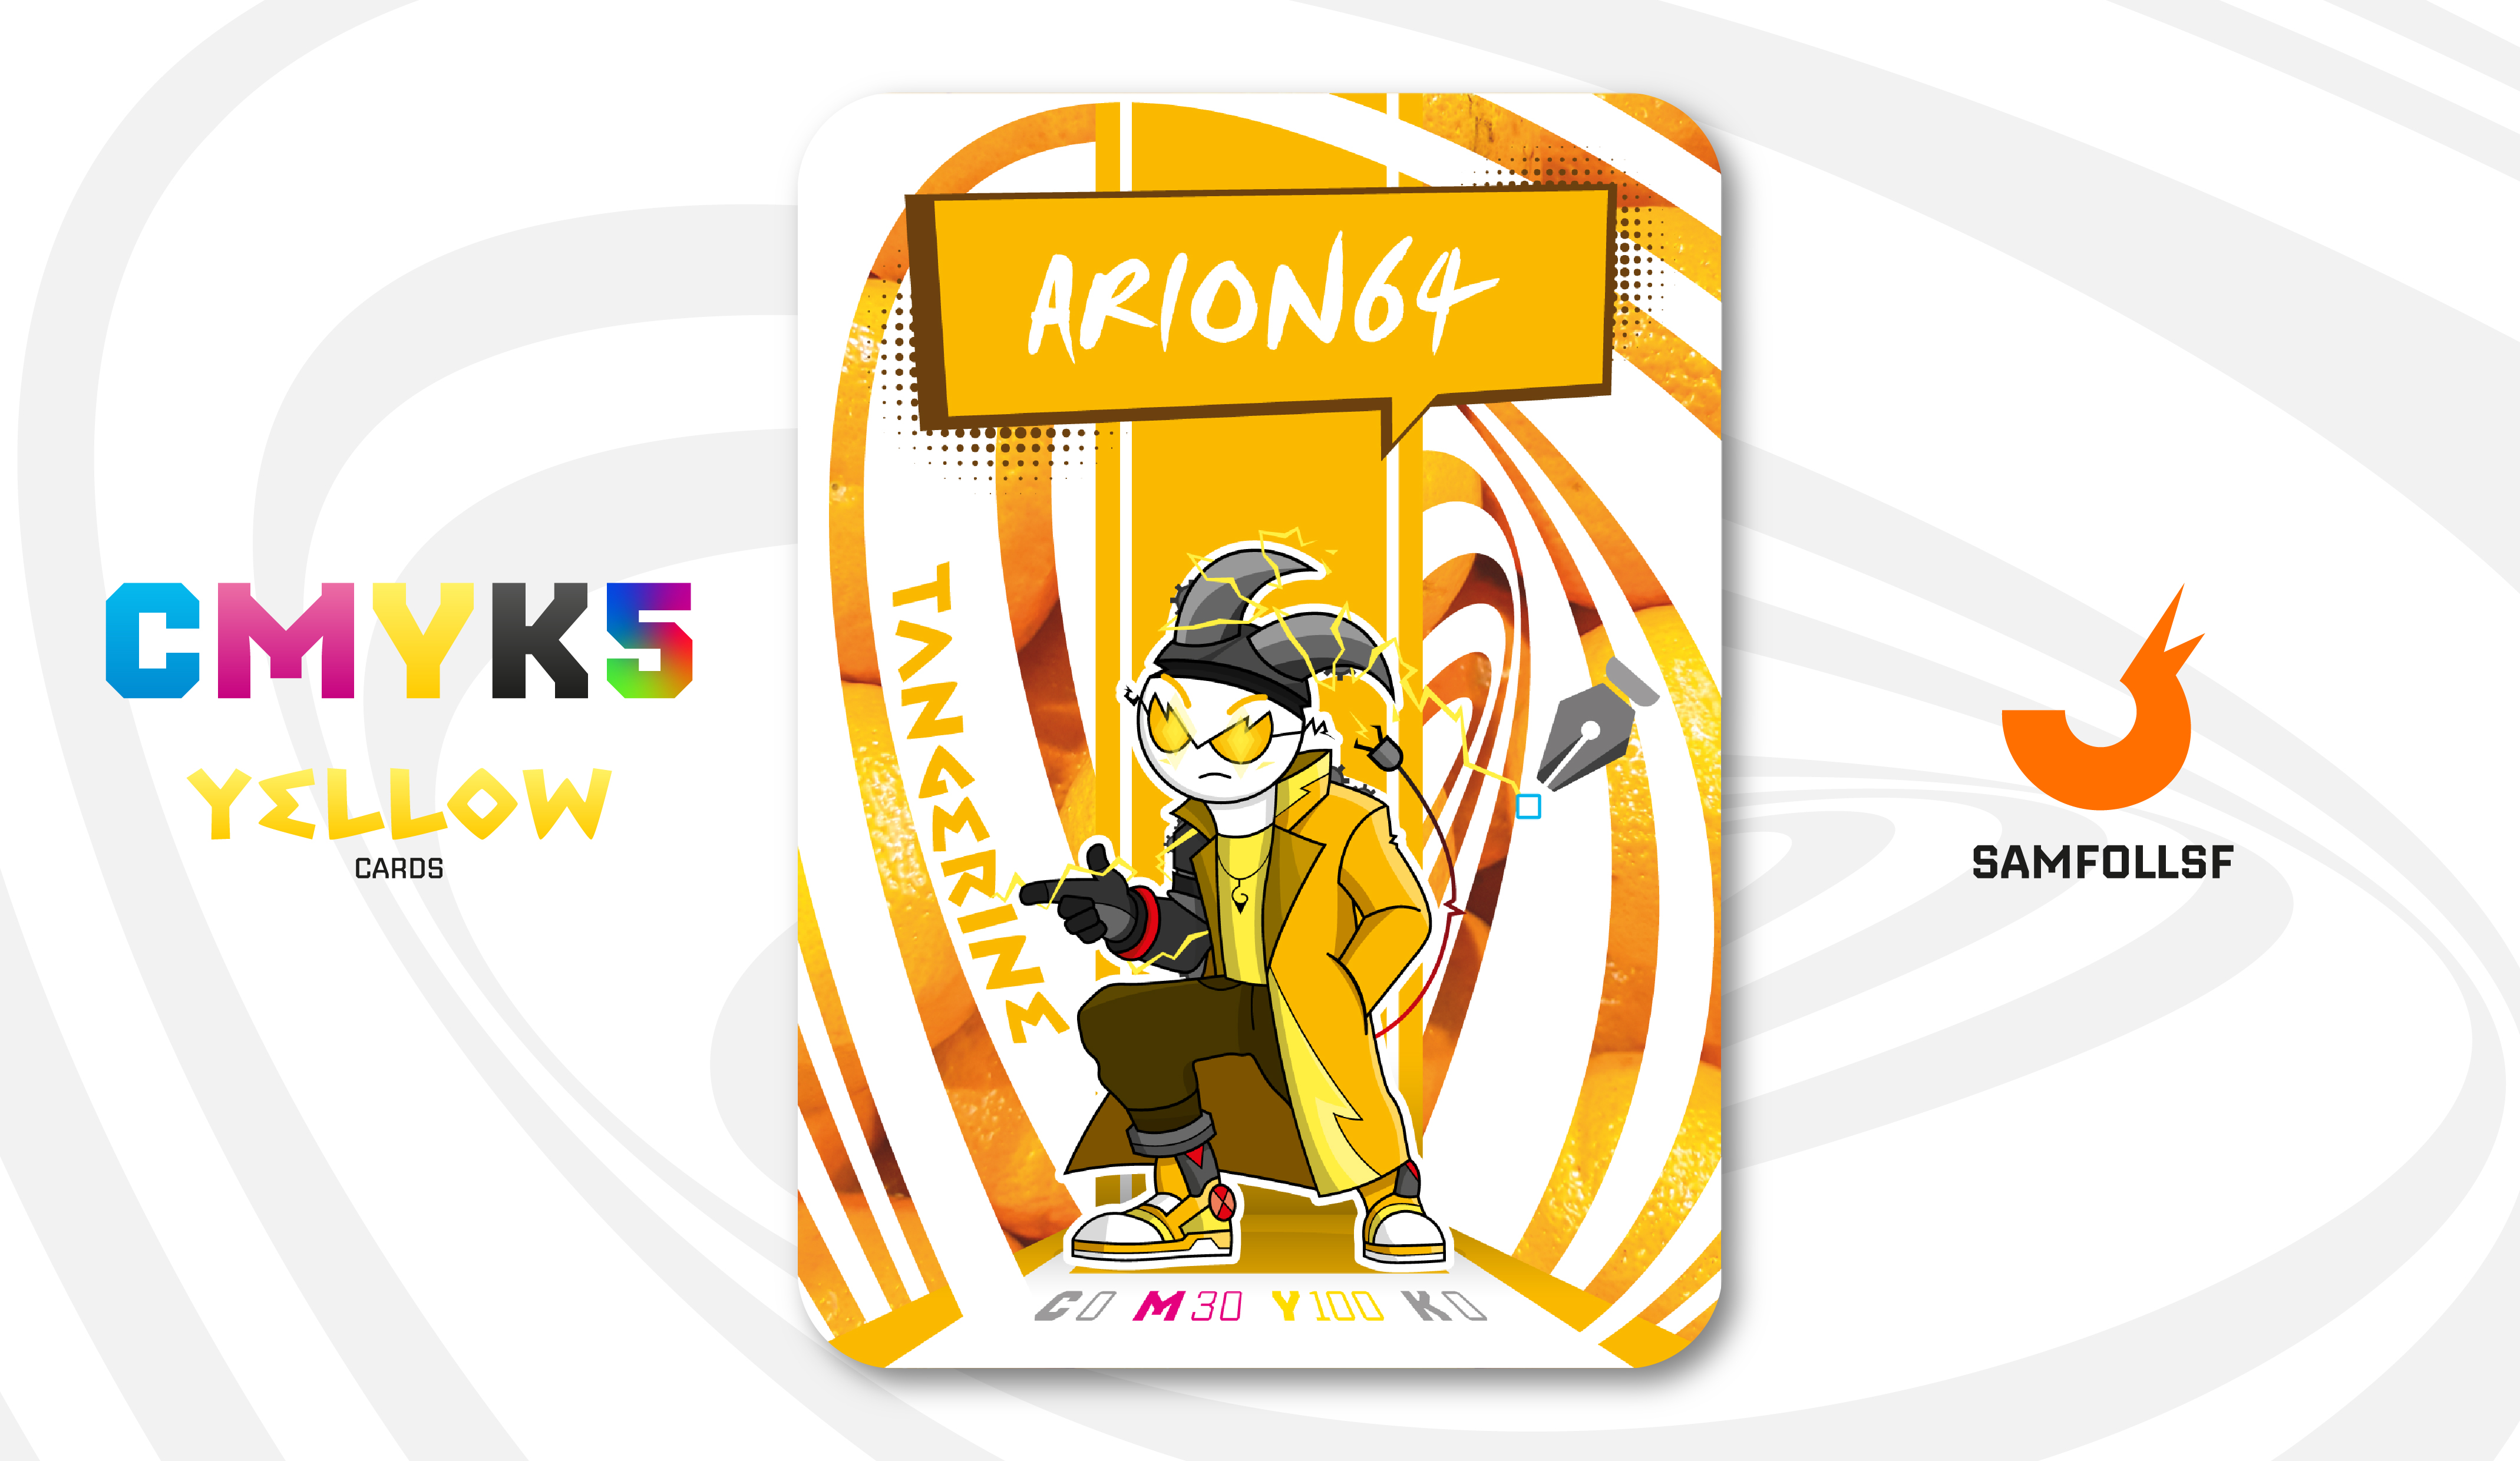 CMYK5
YELLOW
CARDS
ARION64
TANGERINE
C0 M30 Y100 K0
SAMFOLLSF